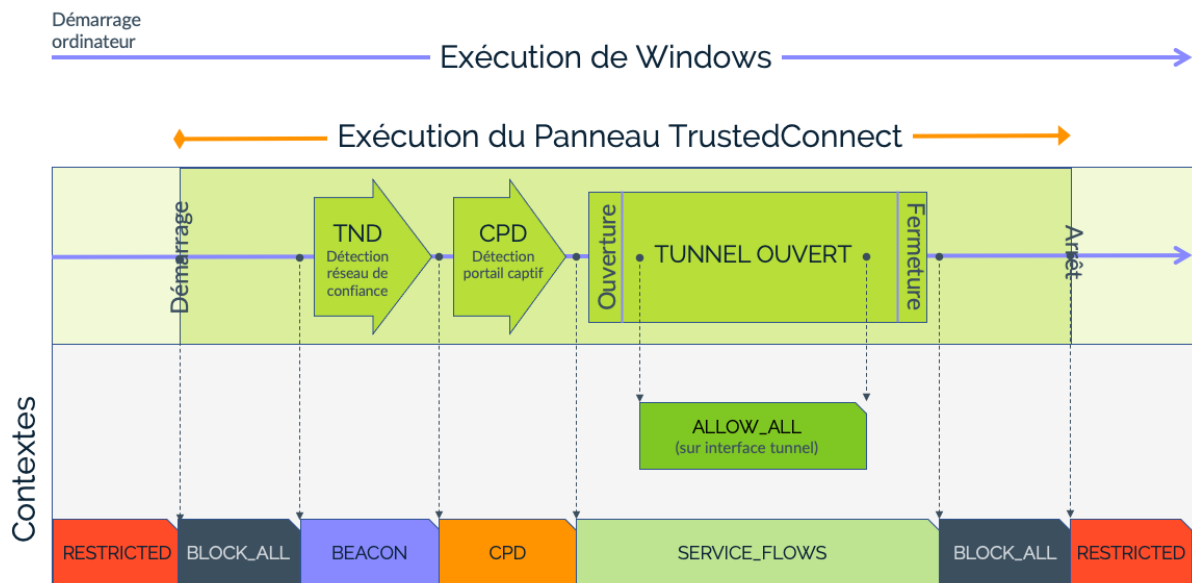 Démarrage
ordinateur
Exécution de Windows
Exécution du Panneau TrustedConnect
Démarrage
TND
Détection
réseau de
confiance
CPD
Détection
portail captif
Ouverture
TUNNEL OUVERT
Fermeture
Arrêt
Contextes
ALLOW_ALL
(sur interface tunnel)
RESTRICTED
BLOCK_ALL
BEACON
CPD
SERVICE_FLOWS
BLOCK_ALL
RESTRICTED